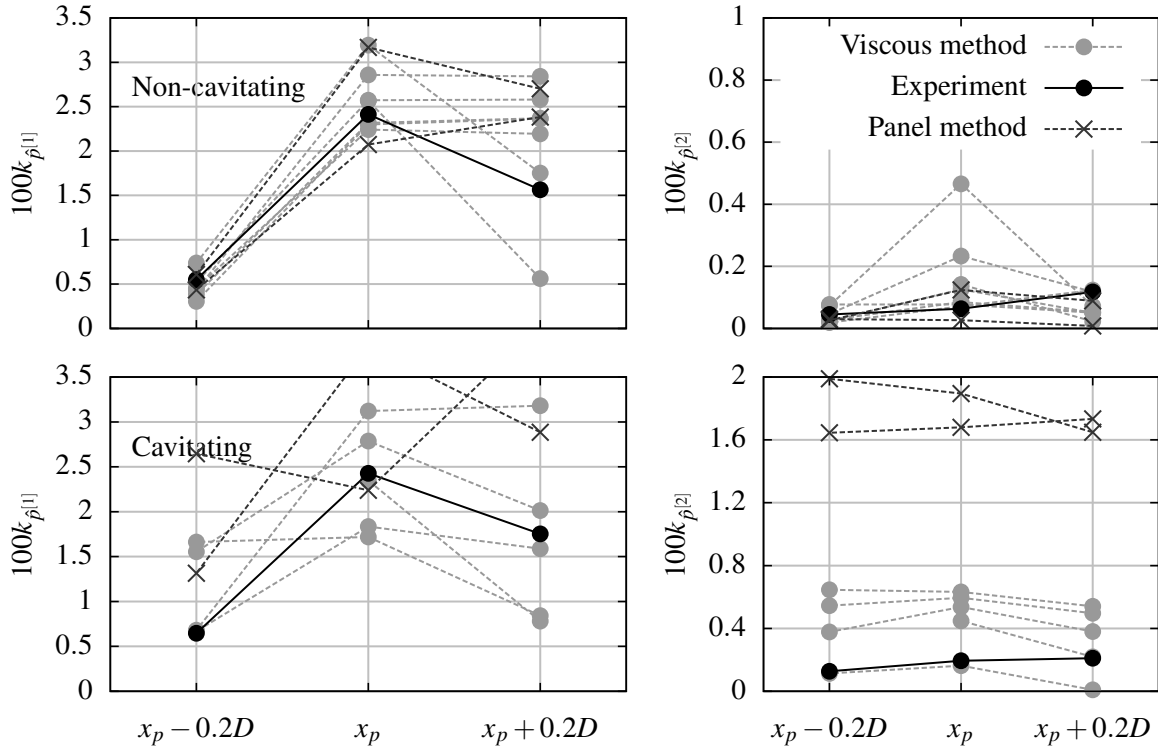 3.5
3
2.5
2
1.5
1
0.5
0
100k_{p̂^{[1]}}
Non-cavitating
1
0.8
0.6
0.4
0.2
0
100k_{p̂^{[2]}}
Viscous method
Experiment
Panel method
3.5
3
2.5
2
1.5
1
0.5
0
100k_{p̂^{[1]}}
Cavitating
x_p − 0.2D
x_p
x_p + 0.2D
2
1.6
1.2
0.8
0.4
0
100k_{p̂^{[2]}}
x_p − 0.2D
x_p
x_p + 0.2D